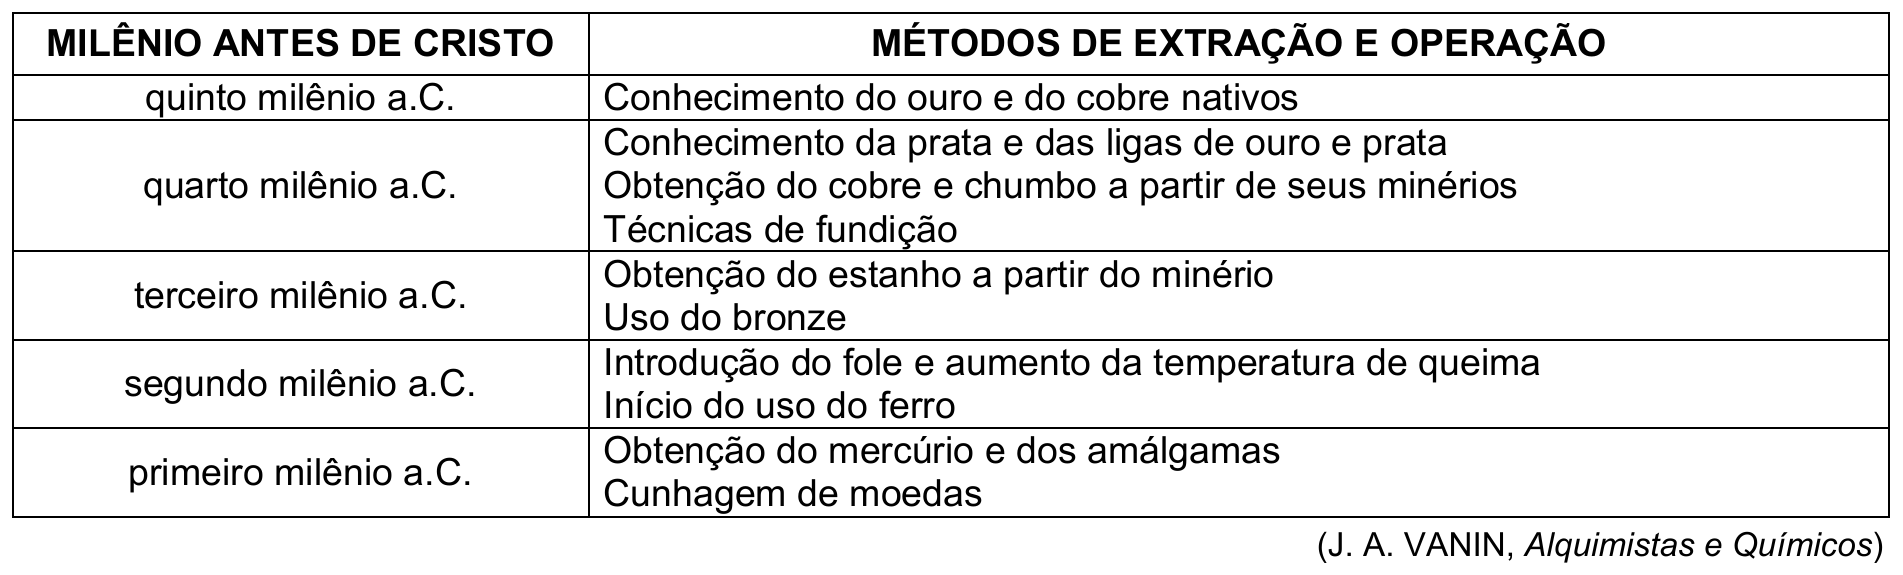 MILÊNIO ANTES DE CRISTO
MÉTODOS DE EXTRAÇÃO E OPERAÇÃO
quinto milênio a.C.
Conhecimento do ouro e do cobre nativos
quarto milênio a.C.
Conhecimento da prata e das ligas de ouro e prata
Obtenção do cobre e chumbo a partir de seus minérios
Técnicas de fundição
terceiro milênio a.C.
Obtenção do estanho a partir do minério
Uso do bronze
segundo milênio a.C.
Introdução do fole e aumento da temperatura de queima
Início do uso do ferro
primeiro milênio a.C.
Obtenção do mercúrio e dos amálgamas
Cunhagem de moedas
(J. A. VANIN, Alquimistas e Químicos)